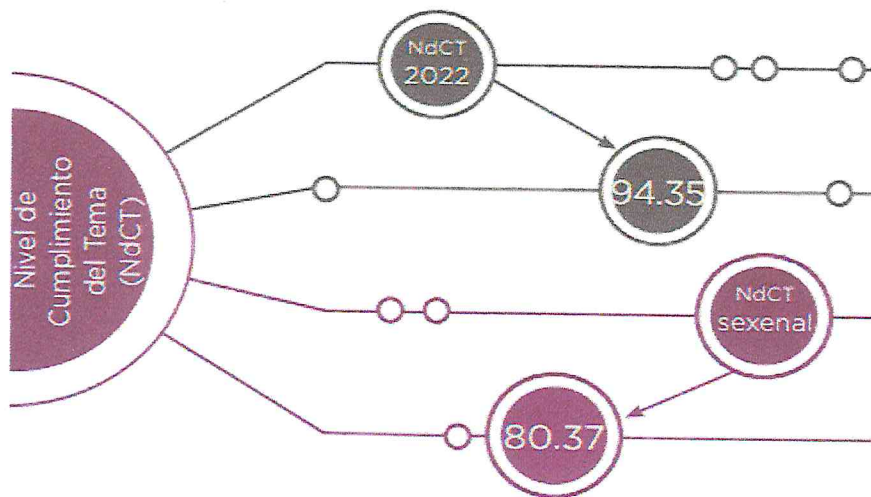 Nivel de
Cumplimiento
del Tema
(NdCT)
NdCT
2022
94.35
NdCT
sexenal
80.37